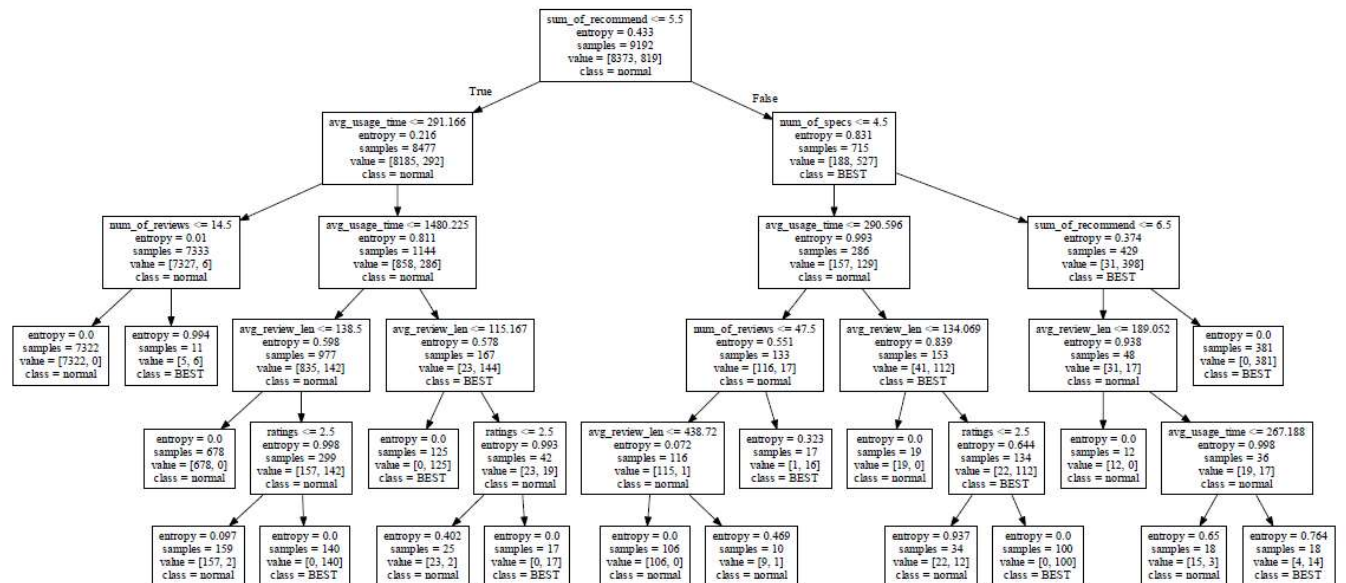 sum_of_recommend <= 5.5
entropy = 0.433
samples = 9192
value = [8373, 819]
class = normal
True
False
avg_usage_time <= 291.166
entropy = 0.216
samples = 8477
value = [8185, 292]
class = normal
num_of_specs <= 4.5
entropy = 0.831
samples = 715
value = [188, 527]
class = BEST
num_of_reviews <= 14.5
entropy = 0.01
samples = 7333
value = [7327, 6]
class = normal
avg_usage_time <= 1480.225
entropy = 0.811
samples = 1144
value = [858, 286]
class = normal
avg_usage_time <= 290.596
entropy = 0.993
samples = 286
value = [157, 129]
class = normal
sum_of_recommend <= 6.5
entropy = 0.374
samples = 429
value = [31, 398]
class = BEST
entropy = 0.0
samples = 7322
value = [7322, 0]
class = normal
entropy = 0.994
samples = 11
value = [5, 6]
class = BEST
avg_review_len <= 138.5
entropy = 0.598
samples = 977
value = [835, 142]
class = normal
avg_review_len <= 115.167
entropy = 0.578
samples = 167
value = [23, 144]
class = BEST
num_of_reviews <= 47.5
entropy = 0.551
samples = 133
value = [116, 17]
class = normal
avg_review_len <= 134.069
entropy = 0.839
samples = 153
value = [41, 112]
class = BEST
avg_review_len <= 189.052
entropy = 0.938
samples = 48
value = [31, 17]
class = normal
entropy = 0.0
samples = 381
value = [0, 381]
class = BEST
entropy = 0.0
samples = 678
value = [678, 0]
class = normal
ratings <= 2.5
entropy = 0.998
samples = 299
value = [157, 142]
class = normal
entropy = 0.0
samples = 125
value = [0, 125]
class = BEST
ratings <= 2.5
entropy = 0.993
samples = 42
value = [23, 19]
class = normal
avg_review_len <= 438.72
entropy = 0.072
samples = 116
value = [115, 1]
class = normal
entropy = 0.323
samples = 17
value = [1, 16]
class = BEST
entropy = 0.0
samples = 19
value = [19, 0]
class = normal
ratings <= 2.5
entropy = 0.644
samples = 134
value = [22, 112]
class = BEST
entropy = 0.0
samples = 12
value = [12, 0]
class = normal
avg_usage_time <= 267.188
entropy = 0.998
samples = 36
value = [19, 17]
class = normal
entropy = 0.097
samples = 159
value = [157, 2]
class = normal
entropy = 0.0
samples = 140
value = [0, 140]
class = BEST
entropy = 0.402
samples = 25
value = [23, 2]
class = normal
entropy = 0.0
samples = 17
value = [0, 17]
class = BEST
entropy = 0.0
samples = 106
value = [106, 0]
class = normal
entropy = 0.469
samples = 10
value = [9, 1]
class = normal
entropy = 0.937
samples = 34
value = [22, 12]
class = normal
entropy = 0.0
samples = 100
value = [0, 100]
class = BEST
entropy = 0.65
samples = 18
value = [15, 3]
class = normal
entropy = 0.764
samples = 18
value = [4, 14]
class = BEST